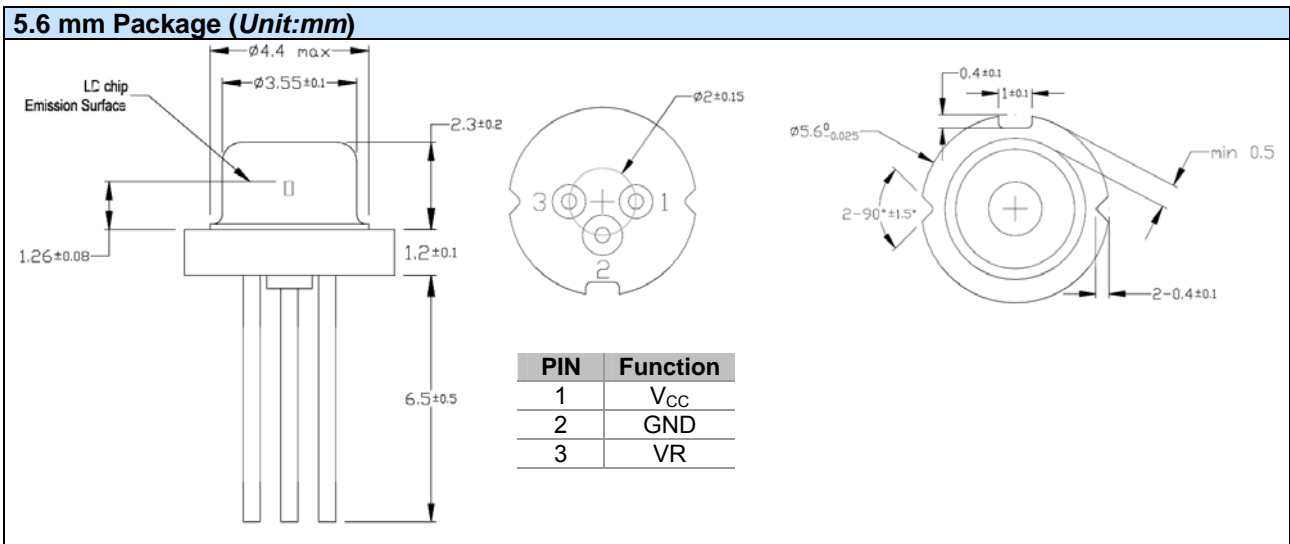 5.6 mm Package (Unit:mm)
ø4.4 max
ø3.55±0.1
LD chip
Emission Surface
2.3±0.2
1.26±0.08
1.2±0.1
6.5±0.5
ø2±0.15
3
1
2
0.4±0.1
1±0.1
ø5.6 0 -0.025
min 0.5
2-90°±1.5°
2-0.4±0.1
PIN Function
1 VCC
2 GND
3 VR